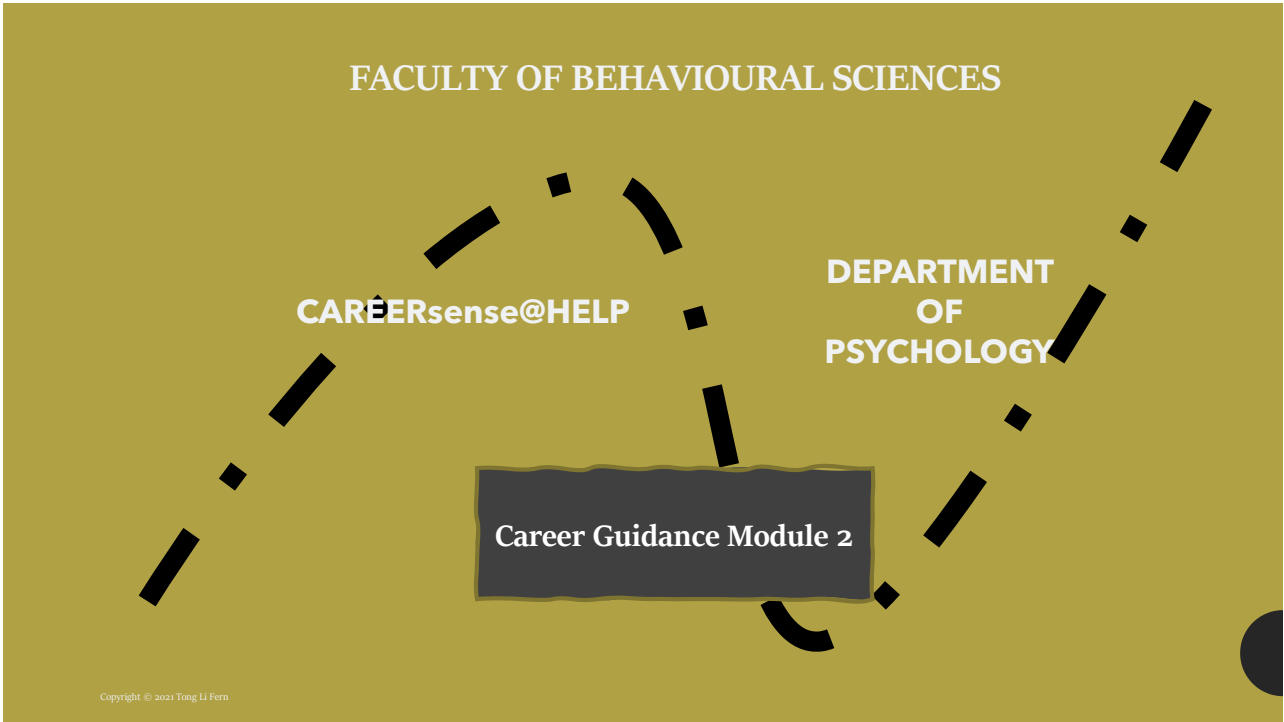 FACULTY OF BEHAVIOURAL SCIENCES
CAREERsense@HELP
DEPARTMENT
OF
PSYCHOLOGY
Career Guidance Module 2
Copyright © 2021 Tong Li Fern